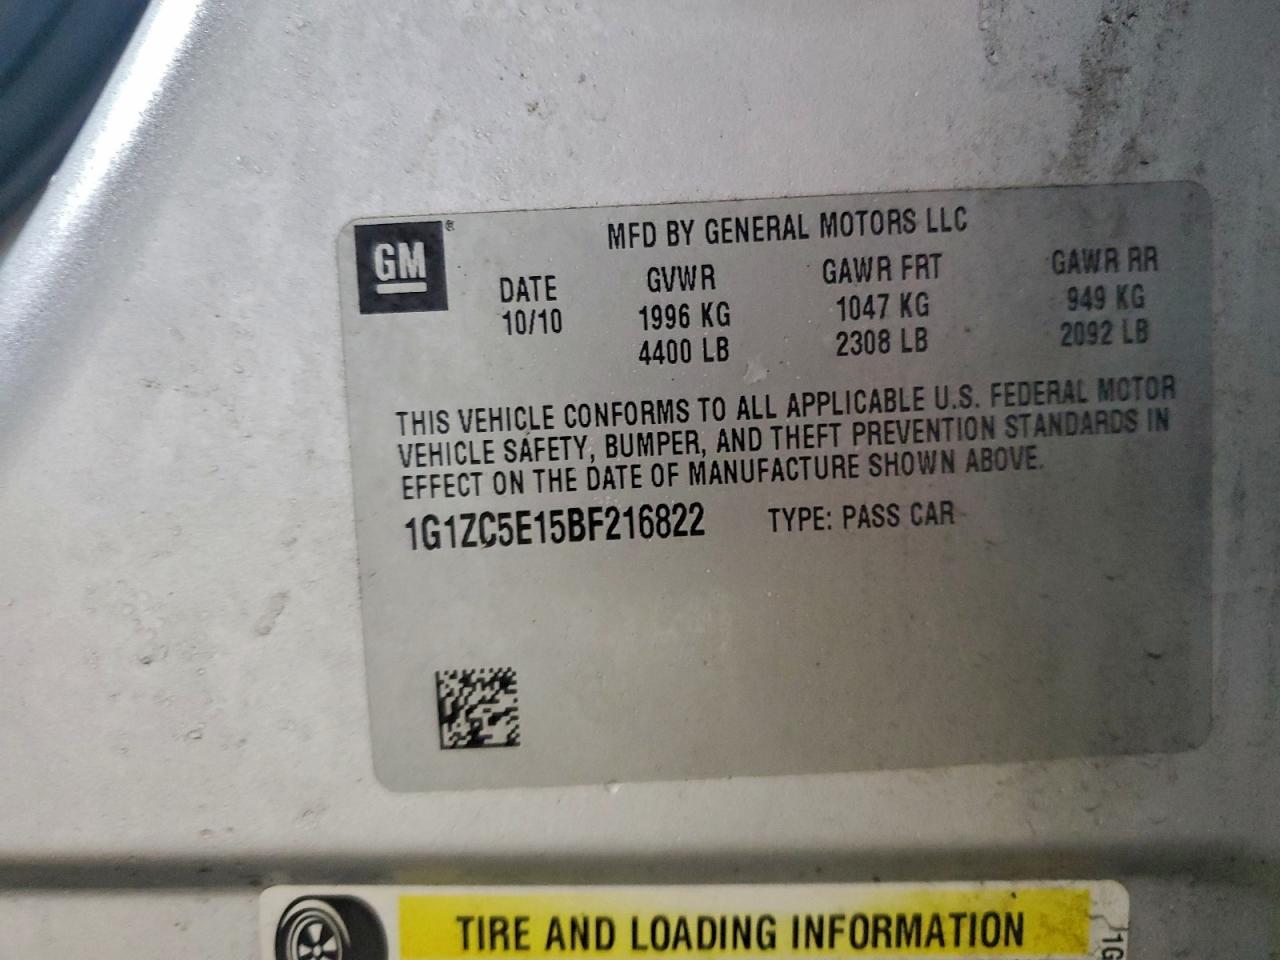 GM®
MFD BY GENERAL MOTORS LLC
DATE GVWR GAWR FRT GAWR RR
10/10 1996 KG 1047 KG 949 KG
4400 LB 2308 LB 2092 LB
THIS VEHICLE CONFORMS TO ALL APPLICABLE U.S. FEDERAL MOTOR
VEHICLE SAFETY, BUMPER, AND THEFT PREVENTION STANDARDS IN
EFFECT ON THE DATE OF MANUFACTURE SHOWN ABOVE.
1G1ZC5E15BF216822 TYPE: PASS CAR
TIRE AND LOADING INFORMATION
1G